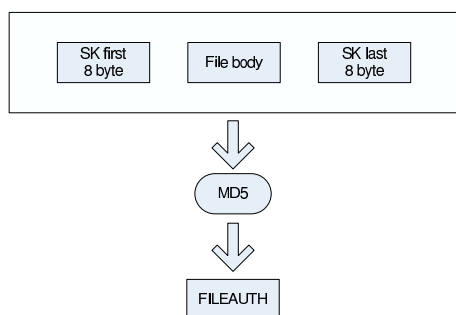 SK first
8 byte
File body
SK last
8 byte
MD5
FILEAUTH